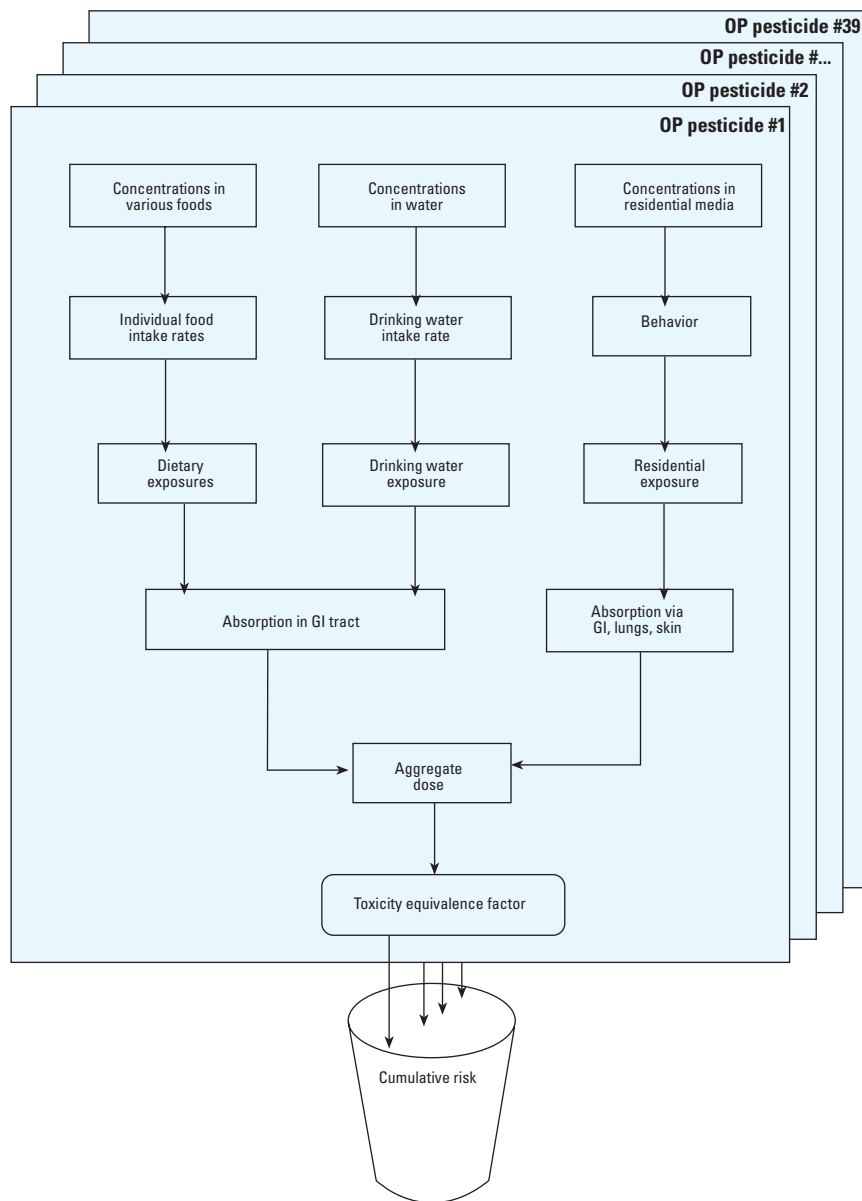 OP pesticide #39
OP pesticide #...
OP pesticide #2
OP pesticide #1
Concentrations in
various foods
Concentrations
in water
Concentrations in
residential media
Individual food
intake rates
Drinking water
intake rate
Behavior
Dietary
exposures
Drinking water
exposure
Residential
exposure
Absorption in GI tract
Absorption via
GI, lungs, skin
Aggregate
dose
Toxicity equivalence factor
Cumulative risk